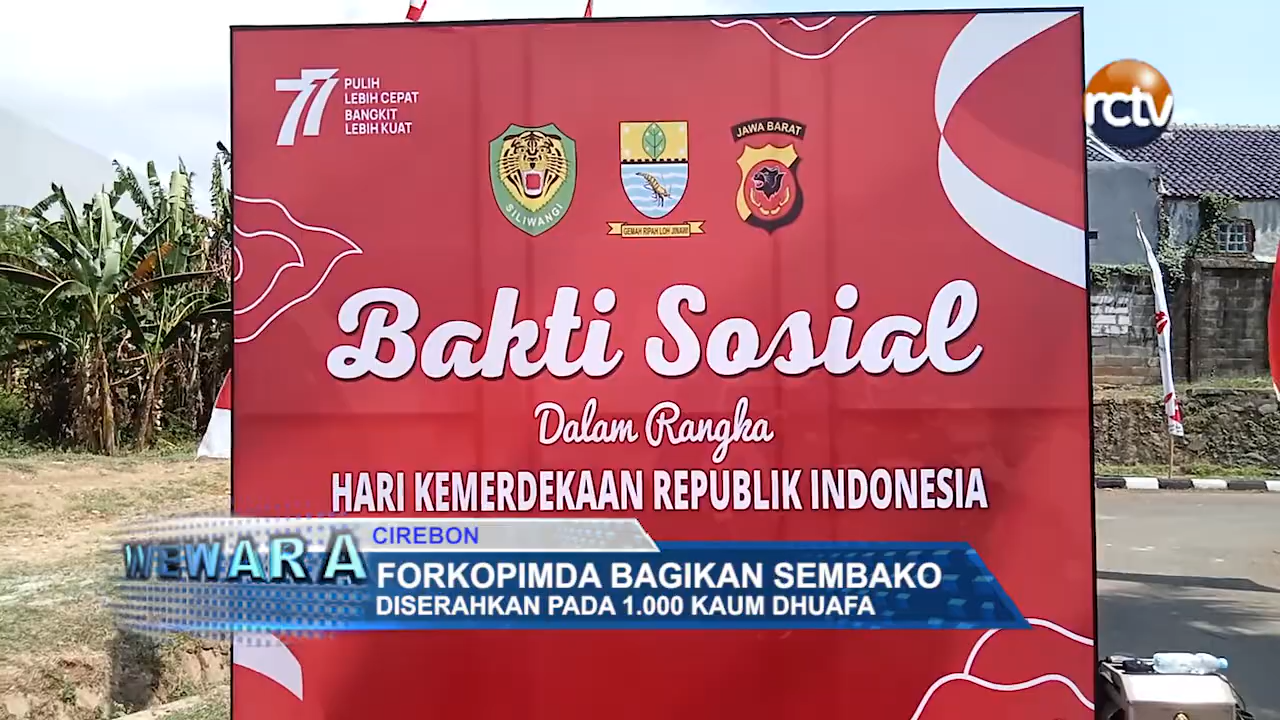 77
PULIH
LEBIH CEPAT
BANGKIT
LEBIH KUAT
SILIWANGI
GEMAH RIPAH LOH JINAWI
JAWA BARAT
rctv
Bakti Sosial
Dalam Rangka
HARI KEMERDEKAAN REPUBLIK INDONESIA
WEWARA
CIREBON
FORKOPIMDA BAGIKAN SEMBAKO
DISERAHKAN PADA 1.000 KAUM DHUAFA